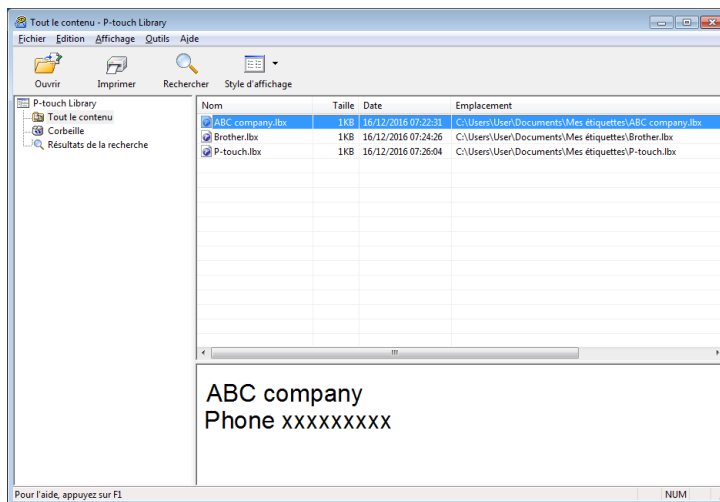 Tout le contenu - P-touch Library
Fichier Edition Affichage Outils Aide
Ouvrir Imprimer Rechercher Style d'affichage
P-touch Library
Tout le contenu
Corbeille
Résultats de la recherche
Nom Taille Date Emplacement
ABC company.lbx 1KB 16/12/2016 07:22:31 C:\Users\User\Documents\Mes étiquettes\ABC company.lbx
Brother.lbx 1KB 16/12/2016 07:24:26 C:\Users\User\Documents\Mes étiquettes\Brother.lbx
P-touch.lbx 1KB 16/12/2016 07:26:04 C:\Users\User\Documents\Mes étiquettes\P-touch.lbx
ABC company
Phone xxxxxxxxx
Pour l'aide, appuyez sur F1 NUM